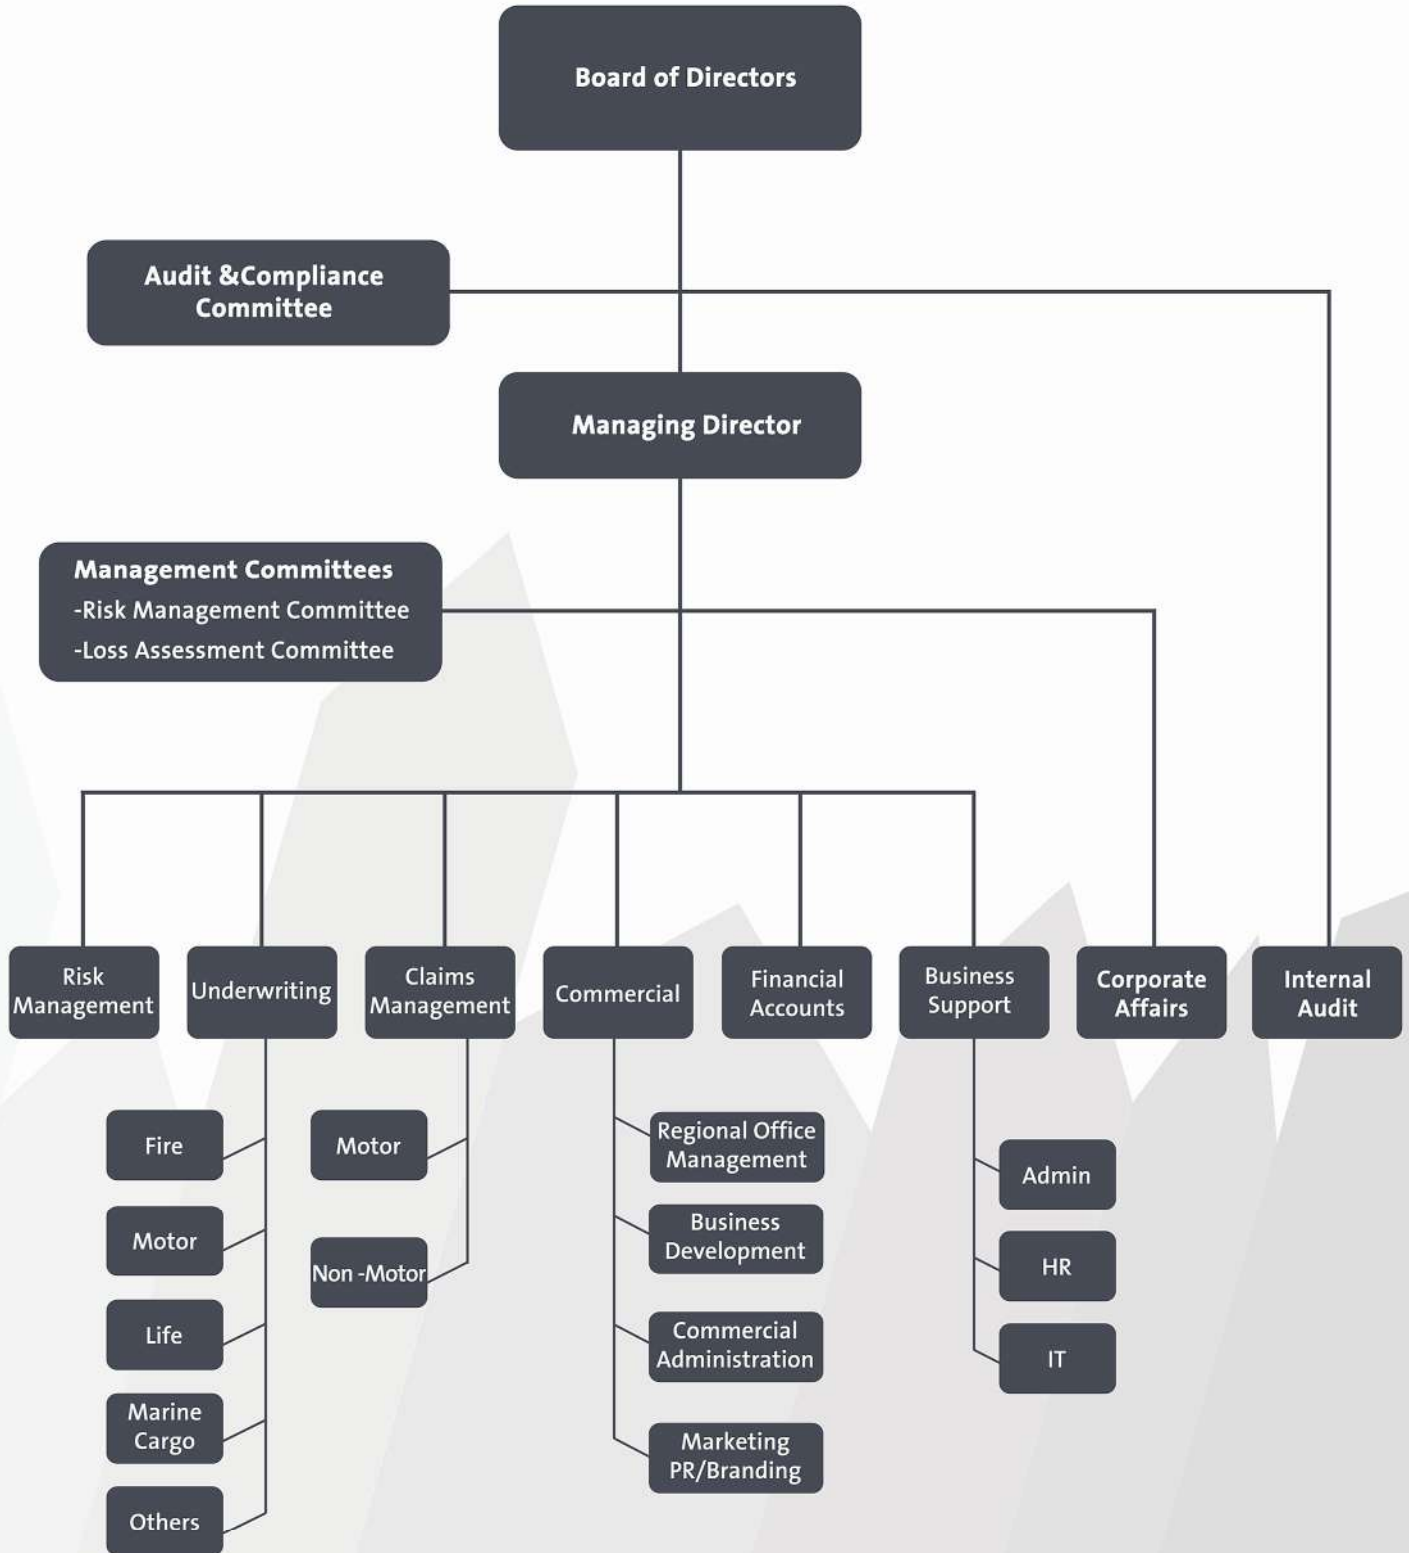 Board of Directors
Audit &Compliance
Committee
Managing Director
Management Committees
-Risk Management Committee
-Loss Assessment Committee
Risk
Management
Underwriting
Claims
Management
Commercial
Financial
Accounts
Business
Support
Corporate
Affairs
Internal
Audit
Fire
Motor
Life
Marine
Cargo
Others
Motor
Non -Motor
Regional Office
Management
Business
Development
Commercial
Administration
Marketing
PR/Branding
Admin
HR
IT